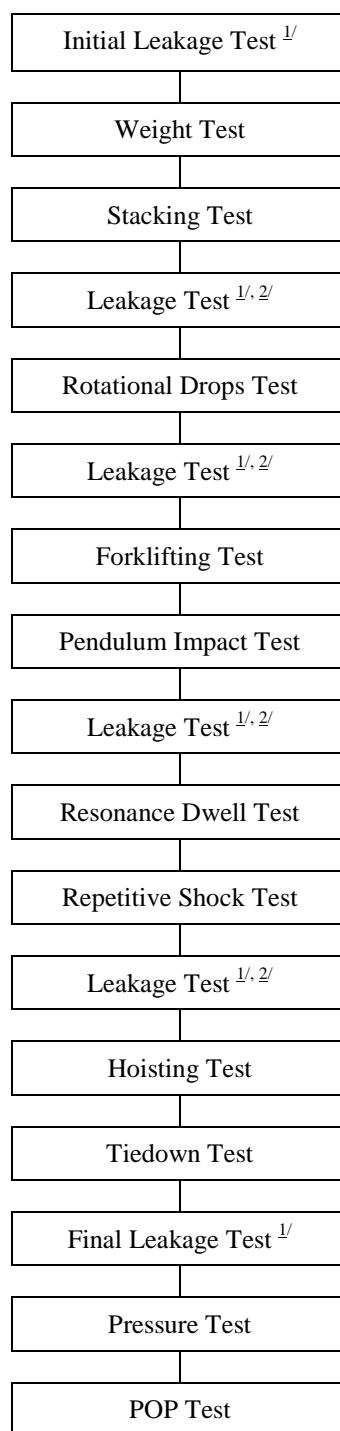 Initial Leakage Test 1/
Weight Test
Stacking Test
Leakage Test 1/, 2/
Rotational Drops Test
Leakage Test 1/, 2/
Forklifting Test
Pendulum Impact Test
Leakage Test 1/, 2/
Resonance Dwell Test
Repetitive Shock Test
Leakage Test 1/, 2/
Hoisting Test
Tiedown Test
Final Leakage Test 1/
Pressure Test
POP Test